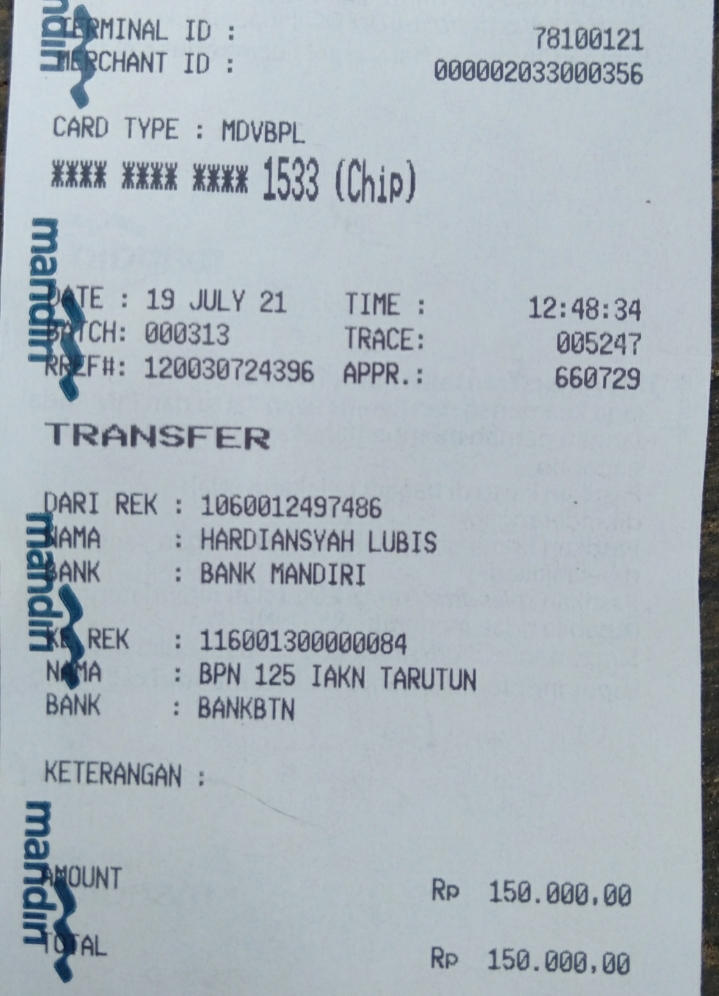 mandiri
TERMINAL ID : 78100121
MERCHANT ID : 000002033000356
CARD TYPE : MDVBPL
**** **** **** 1533 (Chip)
mandiri
DATE : 19 JULY 21 TIME : 12:48:34
BATCH: 000313 TRACE: 005247
RREF#: 120030724396 APPR.: 660729
TRANSFER
mandiri
DARI REK : 1060012497486
NAMA : HARDIANSYAH LUBIS
BANK : BANK MANDIRI
KE REK : 116001300000084
NAMA : BPN 125 IAKN TARUTUN
BANK : BANKBTN
KETERANGAN :
mandiri
AMOUNT Rp 150.000,00
TOTAL Rp 150.000,00